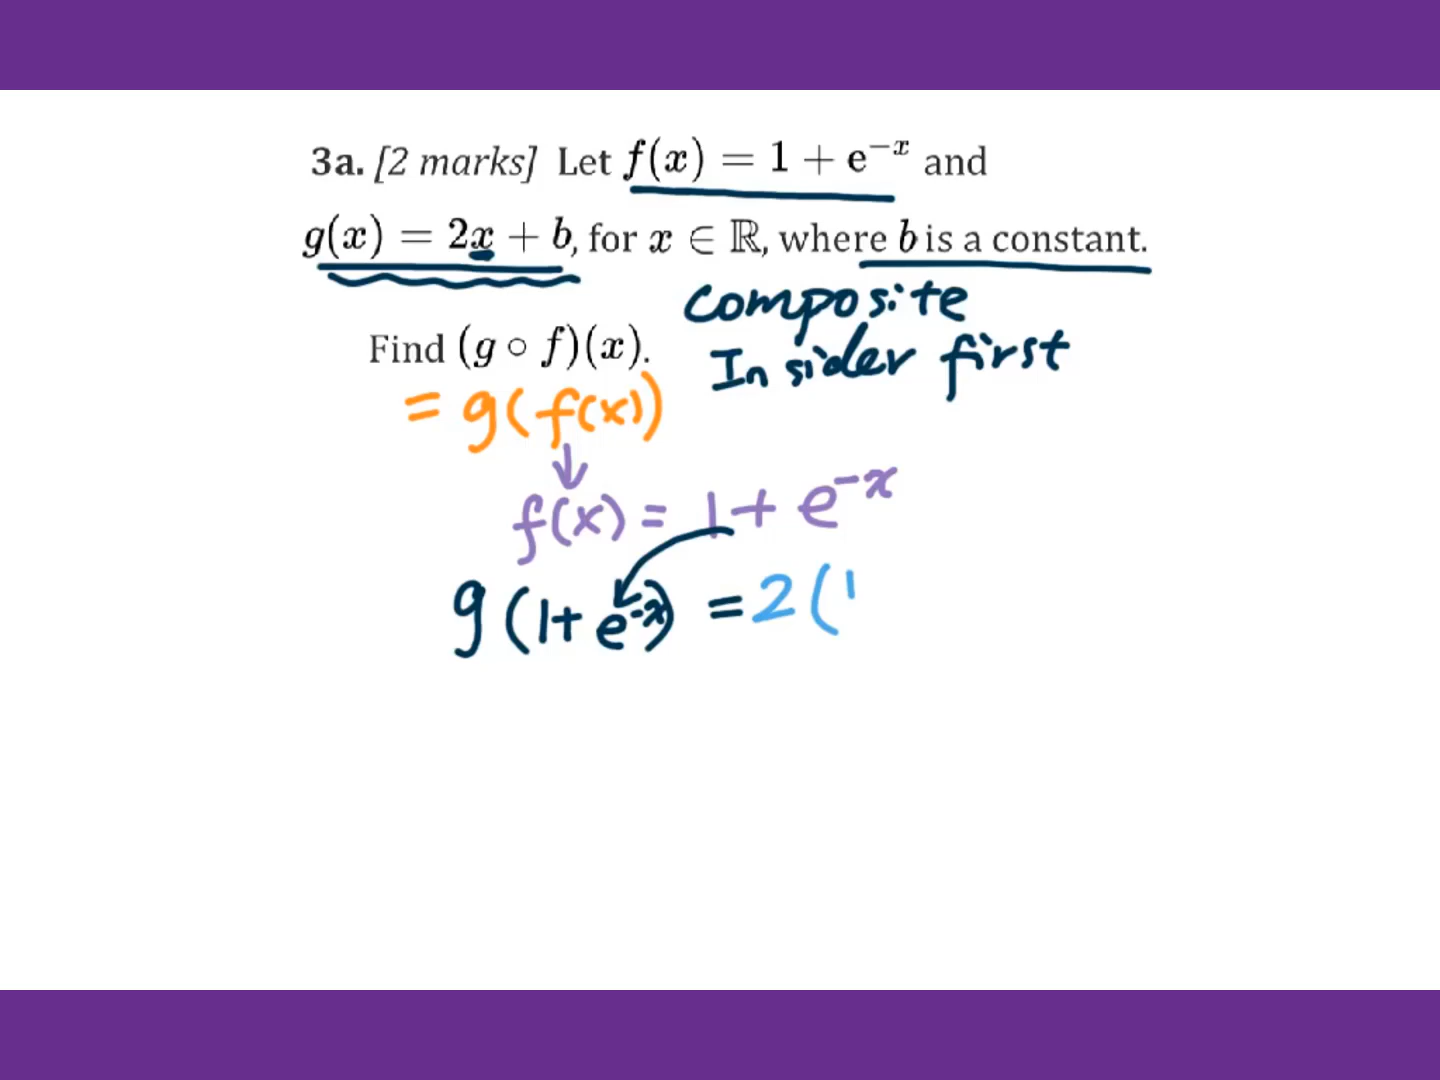 3a. [2 marks] Let f(x) = 1 + e⁻ˣ and
g(x) = 2x + b, for x ∈ ℝ, where b is a constant.
composite
Find (g ∘ f)(x).
Insider first
= g(f(x))
↓
f(x) = 1 + e⁻ˣ
g(1 + e⁻ˣ) = 2(1